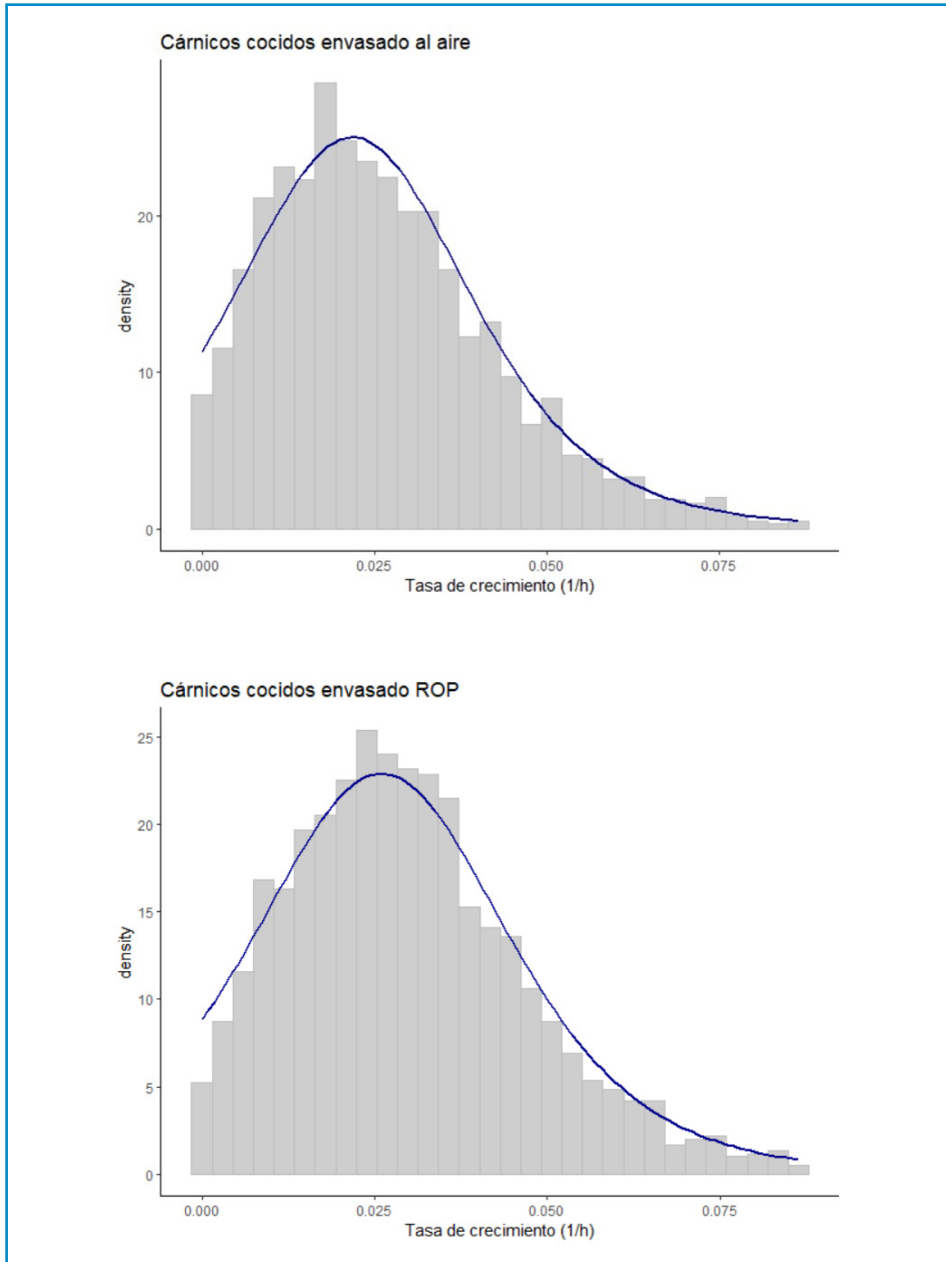 Cárnicos cocidos envasado al aire
20
10
0
density
0.000 0.025 0.050 0.075
Tasa de crecimiento (1/h)
Cárnicos cocidos envasado ROP
25
20
15
10
5
0
density
0.000 0.025 0.050 0.075
Tasa de crecimiento (1/h)